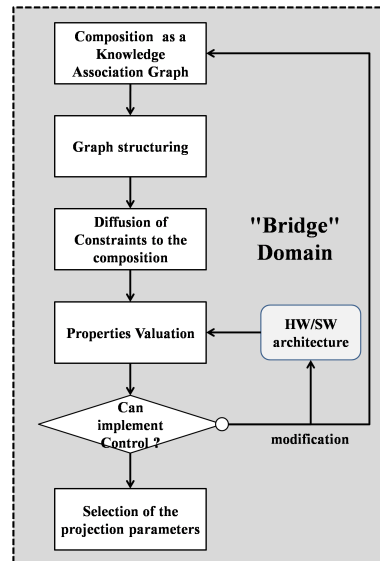 Composition as a
Knowledge
Association Graph
Graph structuring
Diffusion of
Constraints to the
composition
"Bridge"
Domain
Properties Valuation
HW/SW
architecture
Can
implement
Control ?
modification
Selection of the
projection parameters